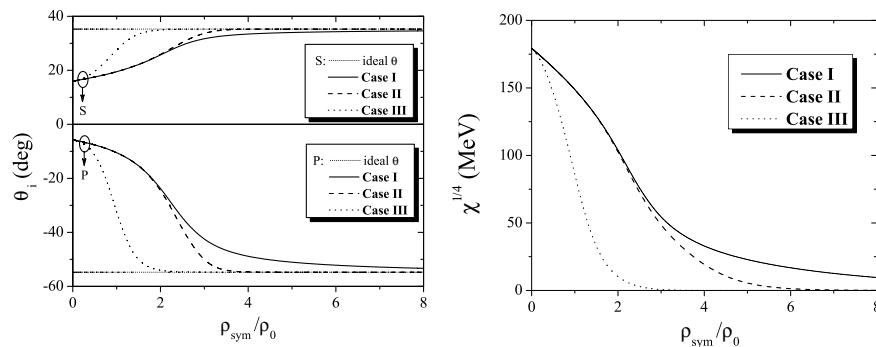 40
20
0
-20
-40
-60
θi (deg)
S:
ideal θ
Case I
Case II
Case III
S
P:
ideal θ
Case I
Case II
Case III
P
0 2 4 6 8
ρsym/ρ0
200
150
100
50
0
χ1/4 (MeV)
Case I
Case II
Case III
0 2 4 6 8
ρsym/ρ0